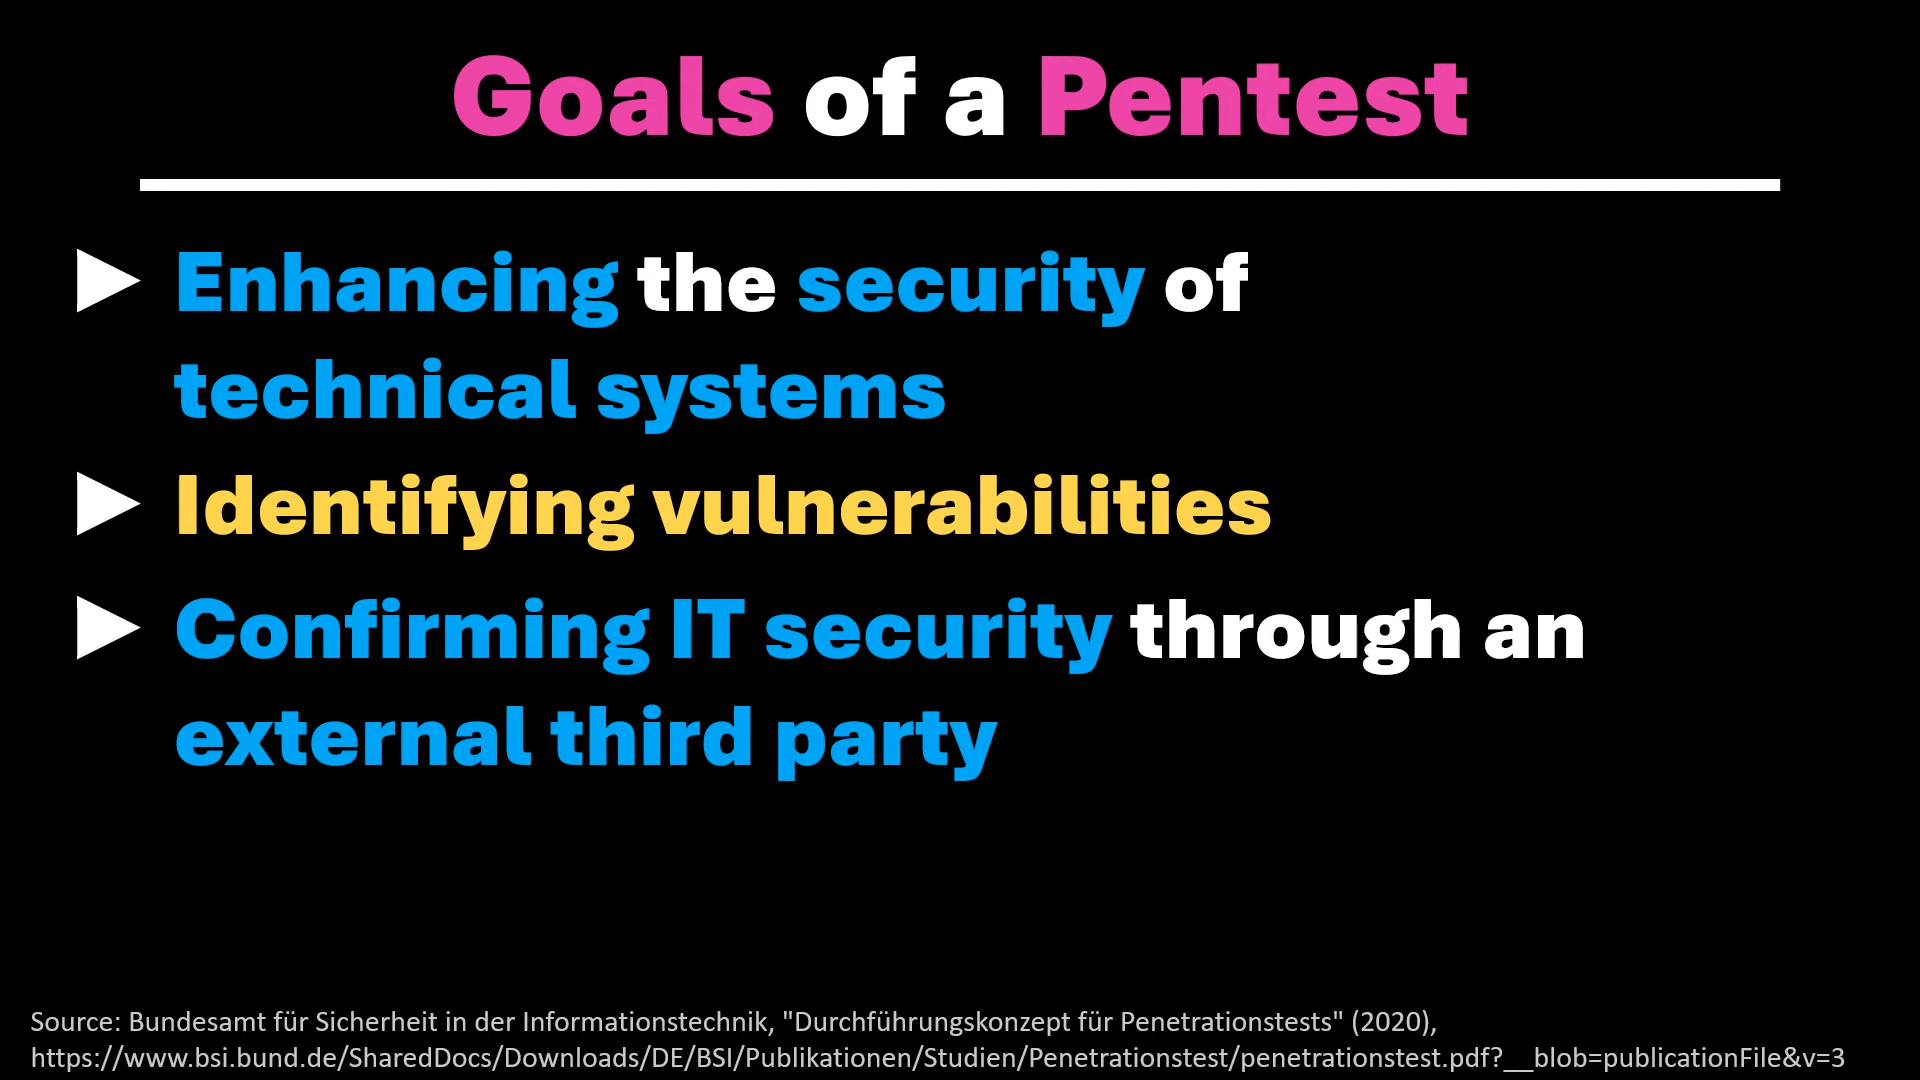 Goals of a Pentest
Enhancing the security of
technical systems
Identifying vulnerabilities
Confirming IT security through an
external third party
Source: Bundesamt für Sicherheit in der Informationstechnik, "Durchführungskonzept für Penetrationstests" (2020),
https://www.bsi.bund.de/SharedDocs/Downloads/DE/BSI/Publikationen/Studien/Penetrationstest/penetrationstest.pdf?__blob=publicationFile&v=3